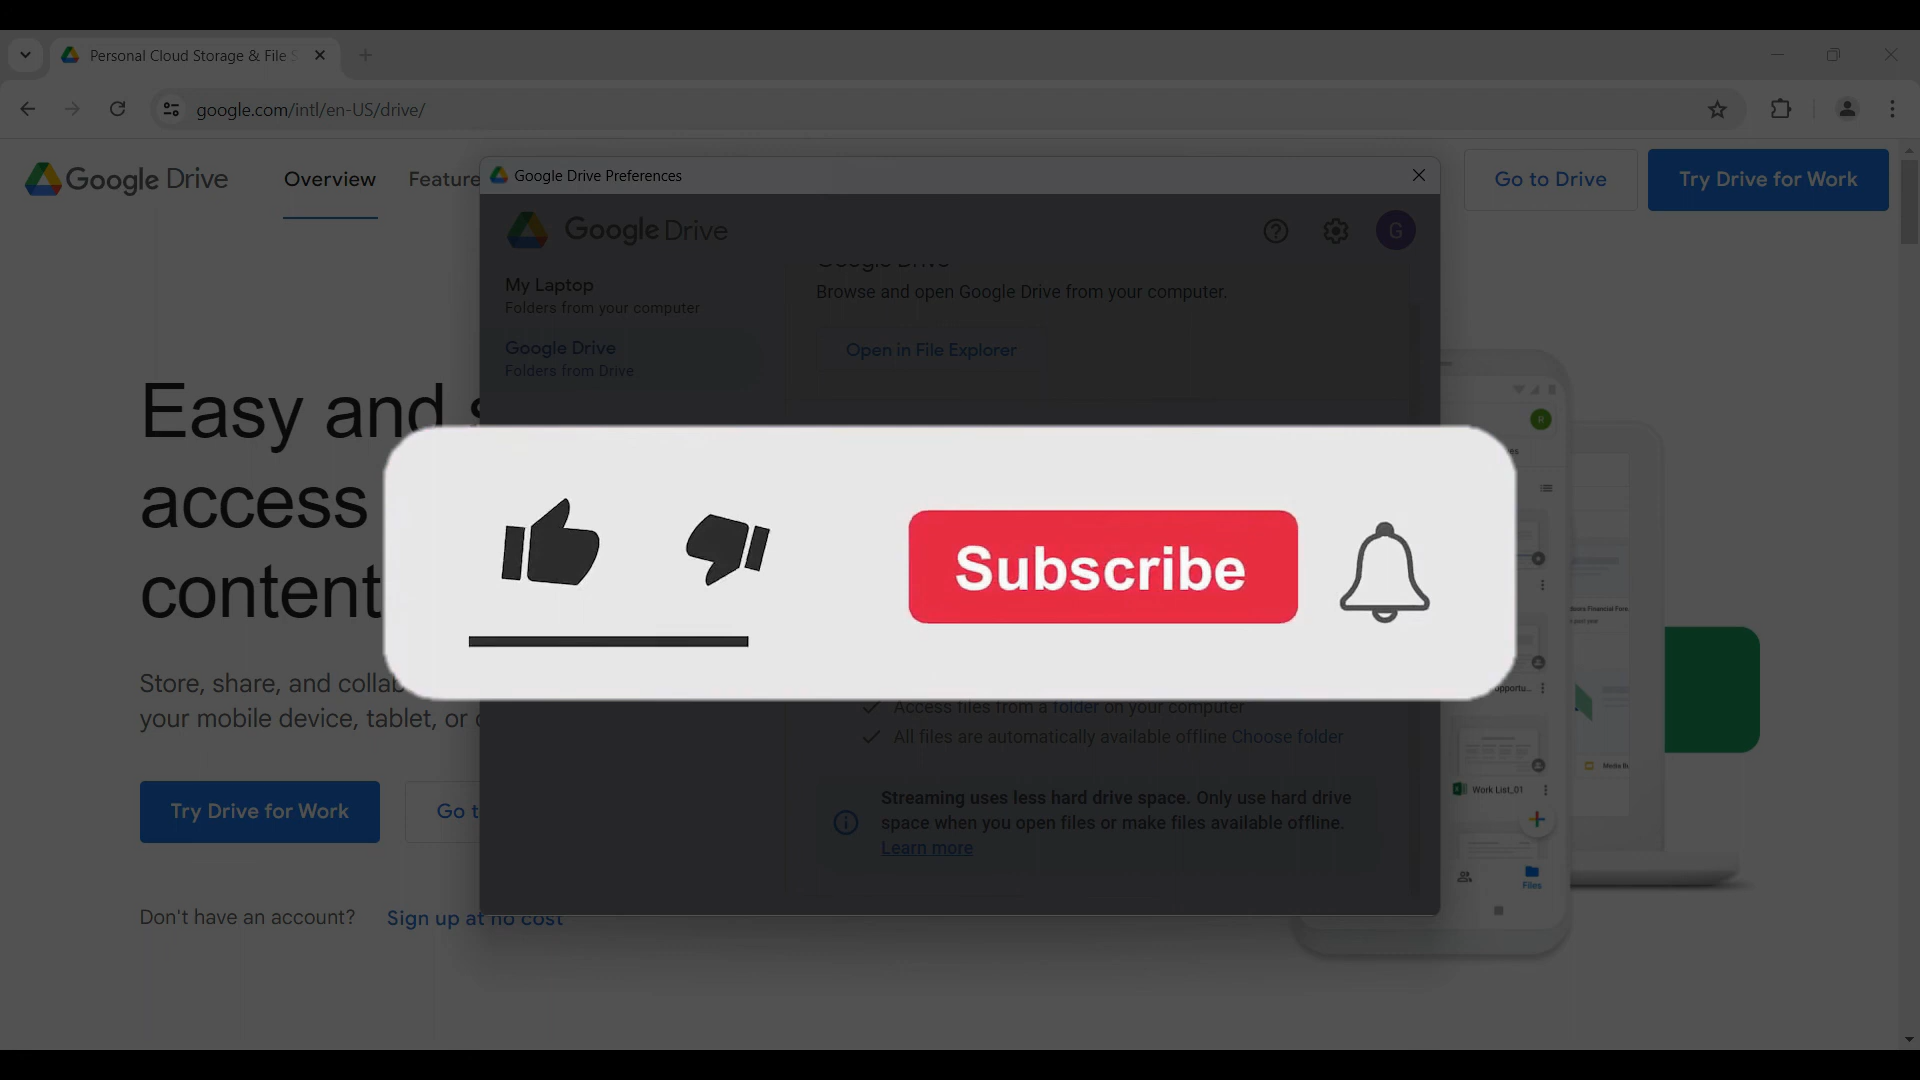 Personal Cloud Storage & File
google.com/intl/en-US/drive/
Google Drive
Overview
Feature
Go to Drive
Try Drive for Work
Google Drive Preferences
Google Drive
G
My Laptop
Folders from your computer
Google Drive
Folders from Drive
Google Drive
Browse and open Google Drive from your computer.
Open in File Explorer
Easy and s
access
content
Store, share, and collab
your mobile device, tablet, or c
Try Drive for Work
Go t
Don't have an account?
Sign up at no cost
Subscribe
Access files from a folder on your computer
All files are automatically available offline Choose folder
Streaming uses less hard drive space. Only use hard drive
space when you open files or make files available offline.
Learn more
R
Work List_01
Files